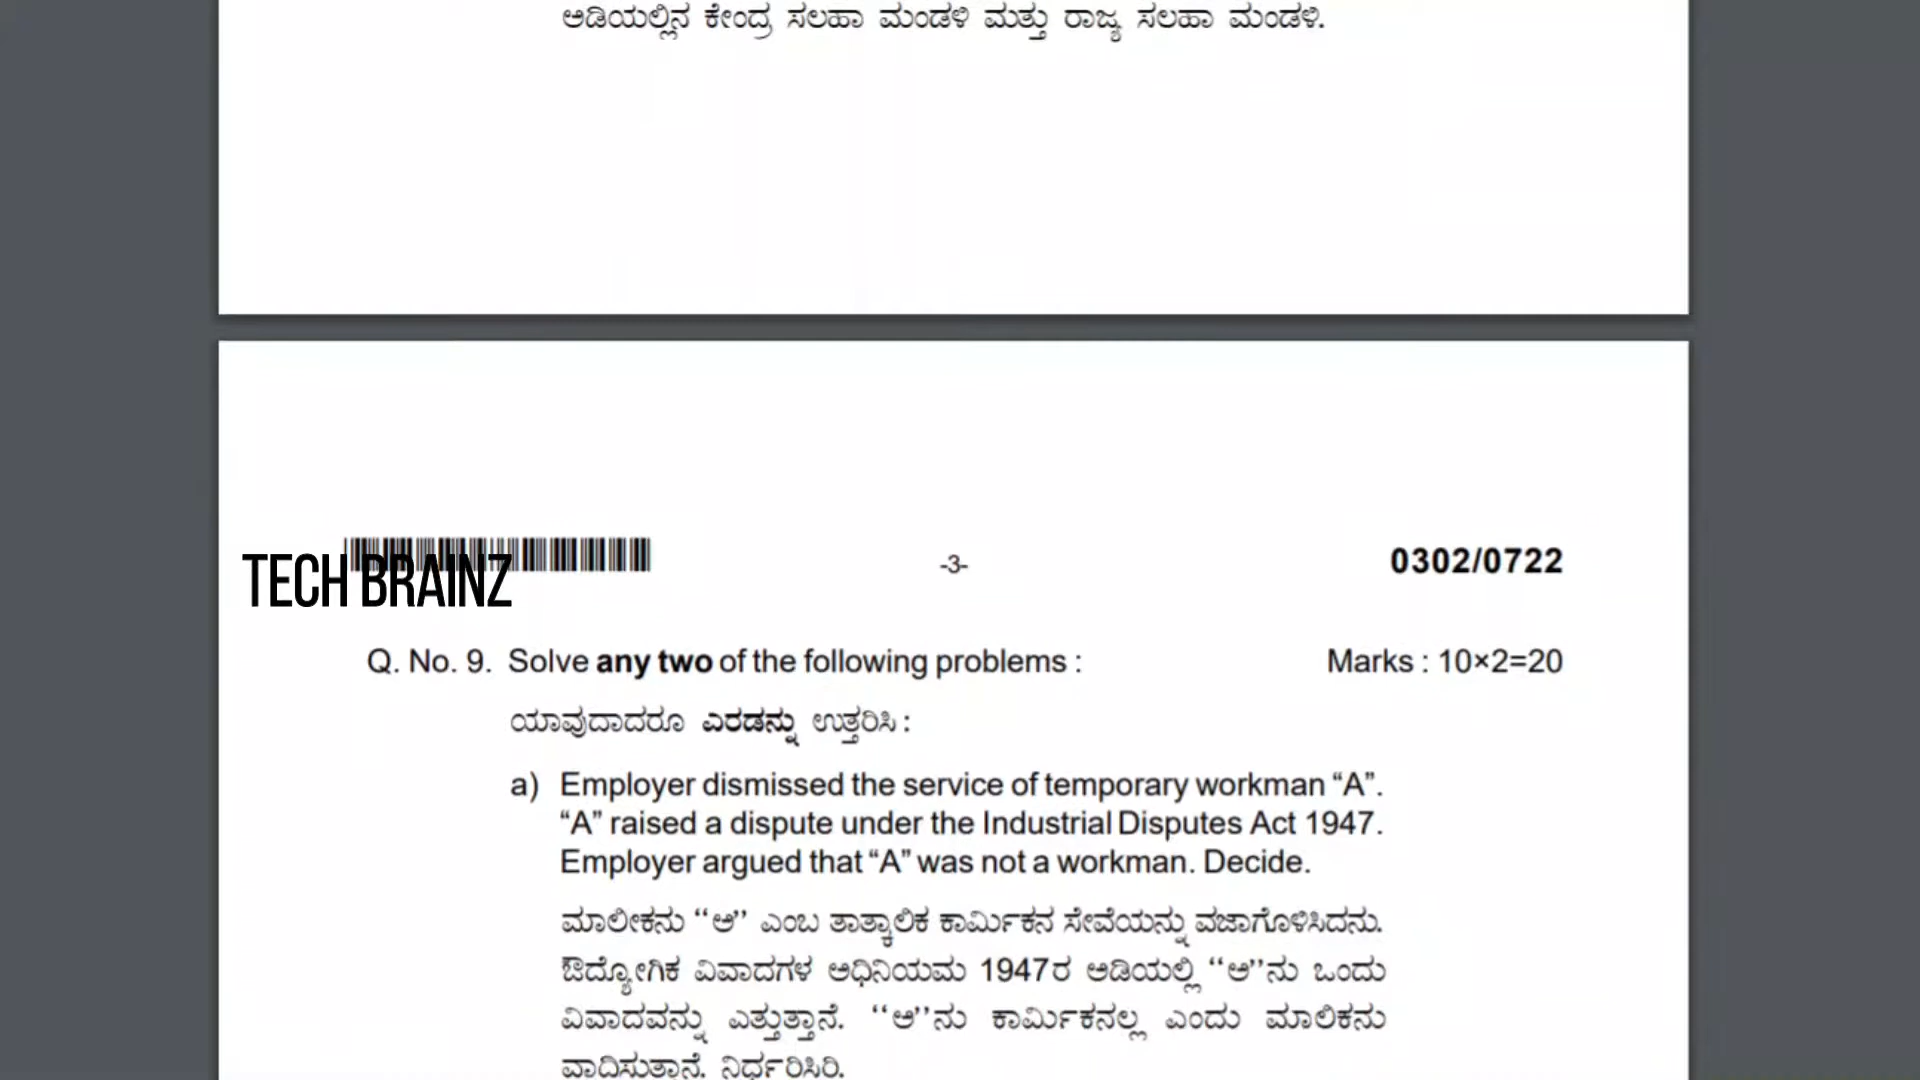 ಅಡಿಯಲ್ಲಿನ ಕೇಂದ್ರ ಸಲಹಾ ಮಂಡಳಿ ಮತ್ತು ರಾಜ್ಯ ಸಲಹಾ ಮಂಡಳಿ.
TECH BRAINZ
-3-
0302/0722
Q. No. 9. Solve any two of the following problems : Marks : 10×2=20
ಯಾವುದಾದರೂ ಎರಡನ್ನು ಉತ್ತರಿಸಿ :
a) Employer dismissed the service of temporary workman “A”.
“A” raised a dispute under the Industrial Disputes Act 1947.
Employer argued that “A” was not a workman. Decide.
ಮಾಲೀಕನು ‘‘ಅ’’ ಎಂಬ ತಾತ್ಕಾಲಿಕ ಕಾರ್ಮಿಕನ ಸೇವೆಯನ್ನು ವಜಾಗೊಳಿಸಿದನು.
ಔದ್ಯೋಗಿಕ ವಿವಾದಗಳ ಅಧಿನಿಯಮ 1947ರ ಅಡಿಯಲ್ಲಿ ‘‘ಅ’’ನು ಒಂದು
ವಿವಾದವನ್ನು ಎತ್ತುತ್ತಾನೆ. ‘‘ಅ’’ನು ಕಾರ್ಮಿಕನಲ್ಲ ಎಂದು ಮಾಲಿಕನು
ವಾದಿಸುತ್ತಾನೆ. ನಿರ್ಧರಿಸಿರಿ.